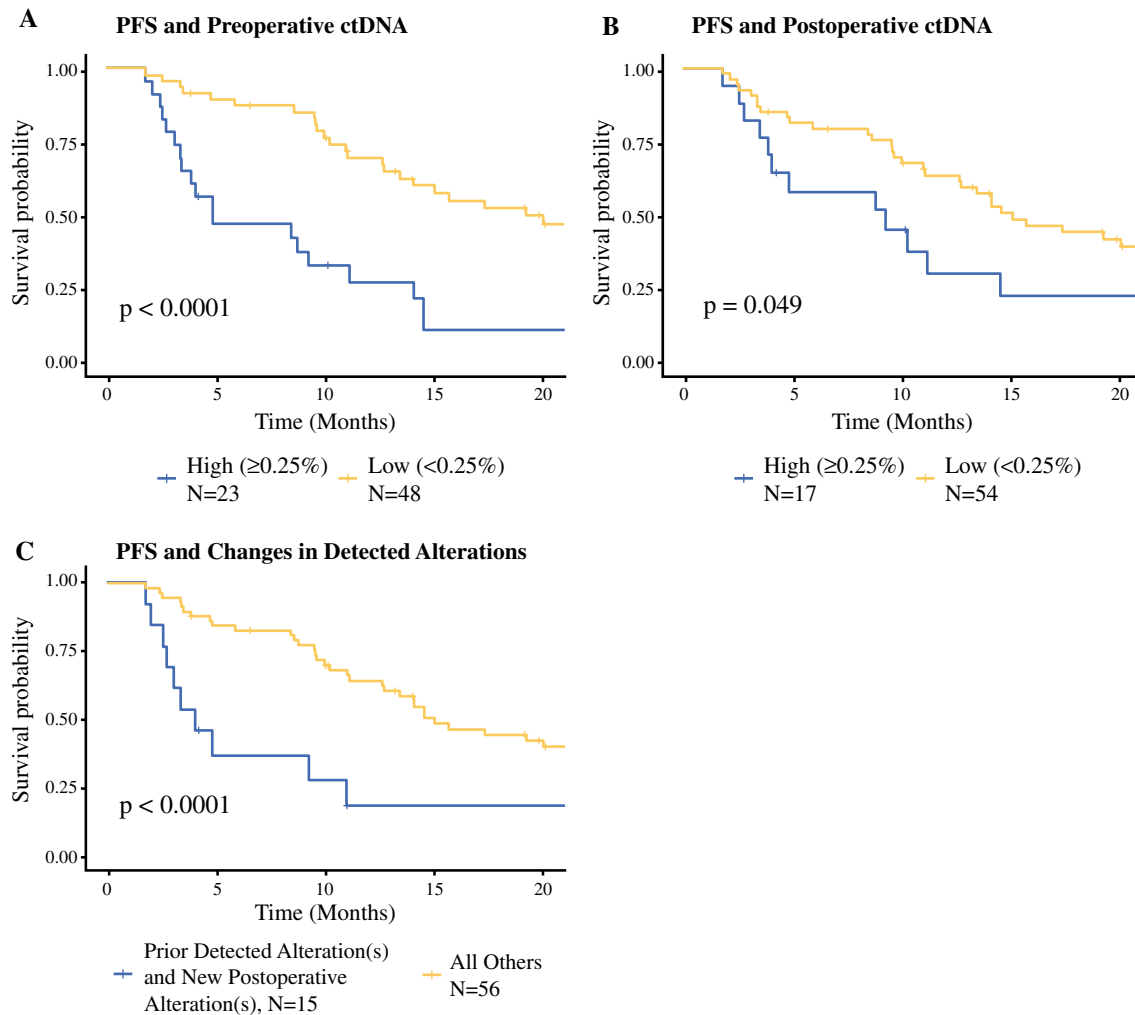 A
PFS and Preoperative ctDNA
Survival probability
1.00
0.75
0.50
0.25
0.00
p < 0.0001
0 5 10 15 20
Time (Months)
High (≥0.25%)
N=23
Low (<0.25%)
N=48
B
PFS and Postoperative ctDNA
Survival probability
1.00
0.75
0.50
0.25
0.00
p = 0.049
0 5 10 15 20
Time (Months)
High (≥0.25%)
N=17
Low (<0.25%)
N=54
C
PFS and Changes in Detected Alterations
Survival probability
1.00
0.75
0.50
0.25
0.00
p < 0.0001
0 5 10 15 20
Time (Months)
Prior Detected Alteration(s)
and New Postoperative
Alteration(s), N=15
All Others
N=56